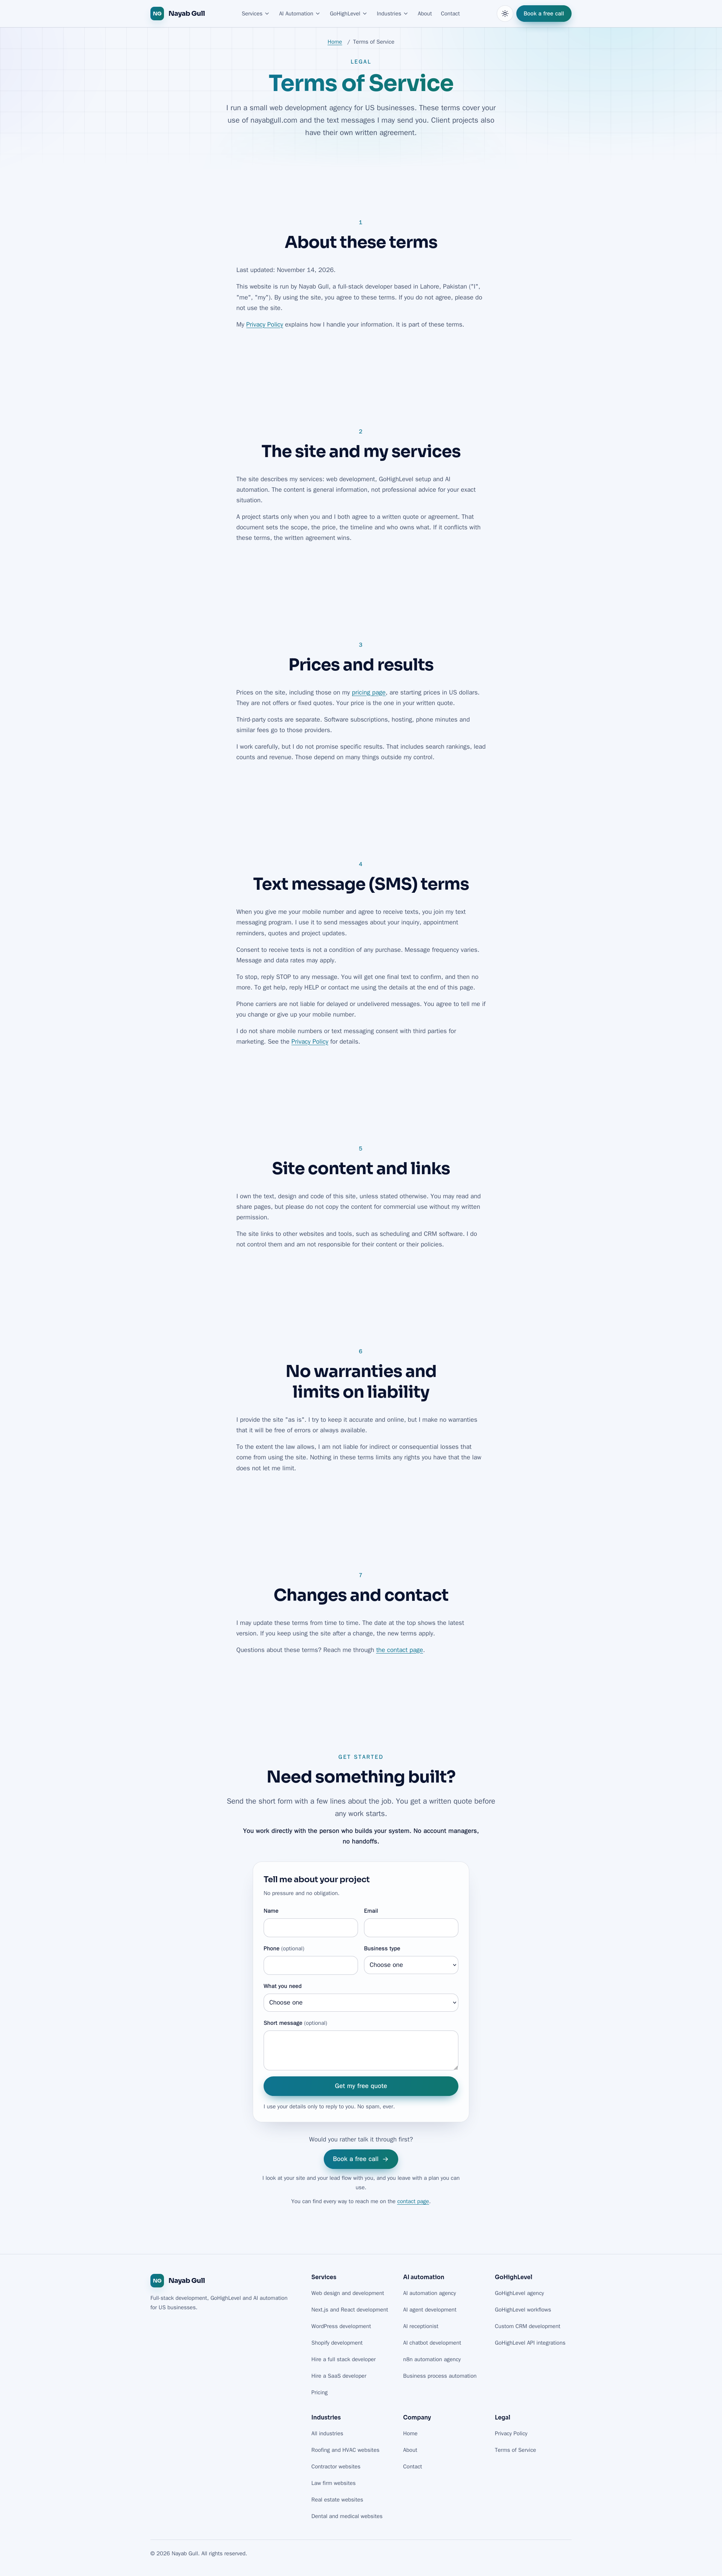 NG Nayab Gull
Services
AI Automation
GoHighLevel
Industries
About
Contact
Book a free call
Home / Terms of Service
LEGAL
Terms of Service
I run a small web development agency for US businesses. These terms cover your
use of nayabgull.com and the text messages I may send you. Client projects also
have their own written agreement.
1
About these terms
Last updated: November 14, 2026.
This website is run by Nayab Gull, a full-stack developer based in Lahore, Pakistan ("I",
"me", "my"). By using the site, you agree to these terms. If you do not agree, please do
not use the site.
My Privacy Policy explains how I handle your information. It is part of these terms.
2
The site and my services
The site describes my services: web development, GoHighLevel setup and AI
automation. The content is general information, not professional advice for your exact
situation.
A project starts only when you and I both agree to a written quote or agreement. That
document sets the scope, the price, the timeline and who owns what. If it conflicts with
these terms, the written agreement wins.
3
Prices and results
Prices on the site, including those on my pricing page, are starting prices in US dollars.
They are not offers or fixed quotes. Your price is the one in your written quote.
Third-party costs are separate. Software subscriptions, hosting, phone minutes and
similar fees go to those providers.
I work carefully, but I do not promise specific results. That includes search rankings, lead
counts and revenue. Those depend on many things outside my control.
4
Text message (SMS) terms
When you give me your mobile number and agree to receive texts, you join my text
messaging program. I use it to send messages about your inquiry, appointment
reminders, quotes and project updates.
Consent to receive texts is not a condition of any purchase. Message frequency varies.
Message and data rates may apply.
To stop, reply STOP to any message. You will get one final text to confirm, and then no
more. To get help, reply HELP or contact me using the details at the end of this page.
Phone carriers are not liable for delayed or undelivered messages. You agree to tell me if
you change or give up your mobile number.
I do not share mobile numbers or text messaging consent with third parties for
marketing. See the Privacy Policy for details.
5
Site content and links
I own the text, design and code of this site, unless stated otherwise. You may read and
share pages, but please do not copy the content for commercial use without my written
permission.
The site links to other websites and tools, such as scheduling and CRM software. I do
not control them and am not responsible for their content or their policies.
6
No warranties and
limits on liability
I provide the site "as is". I try to keep it accurate and online, but I make no warranties
that it will be free of errors or always available.
To the extent the law allows, I am not liable for indirect or consequential losses that
come from using the site. Nothing in these terms limits any rights you have that the law
does not let me limit.
7
Changes and contact
I may update these terms from time to time. The date at the top shows the latest
version. If you keep using the site after a change, the new terms apply.
Questions about these terms? Reach me through the contact page.
GET STARTED
Need something built?
Send the short form with a few lines about the job. You get a written quote before
any work starts.
You work directly with the person who builds your system. No account managers,
no handoffs.
Tell me about your project
No pressure and no obligation.
Name
Email
Phone (optional)
Business type
Choose one
What you need
Choose one
Short message (optional)
Get my free quote
I use your details only to reply to you. No spam, ever.
Would you rather talk it through first?
Book a free call →
I look at your site and your lead flow with you, and you leave with a plan you can
use.
You can find every way to reach me on the contact page.
NG Nayab Gull
Full-stack development, GoHighLevel and AI automation
for US businesses.
Services
Web design and development
Next.js and React development
WordPress development
Shopify development
Hire a full stack developer
Hire a SaaS developer
Pricing
AI automation
AI automation agency
AI agent development
AI receptionist
AI chatbot development
n8n automation agency
Business process automation
GoHighLevel
GoHighLevel agency
GoHighLevel workflows
Custom CRM development
GoHighLevel API integrations
Industries
All industries
Roofing and HVAC websites
Contractor websites
Law firm websites
Real estate websites
Dental and medical websites
Company
Home
About
Contact
Legal
Privacy Policy
Terms of Service
© 2026 Nayab Gull. All rights reserved.